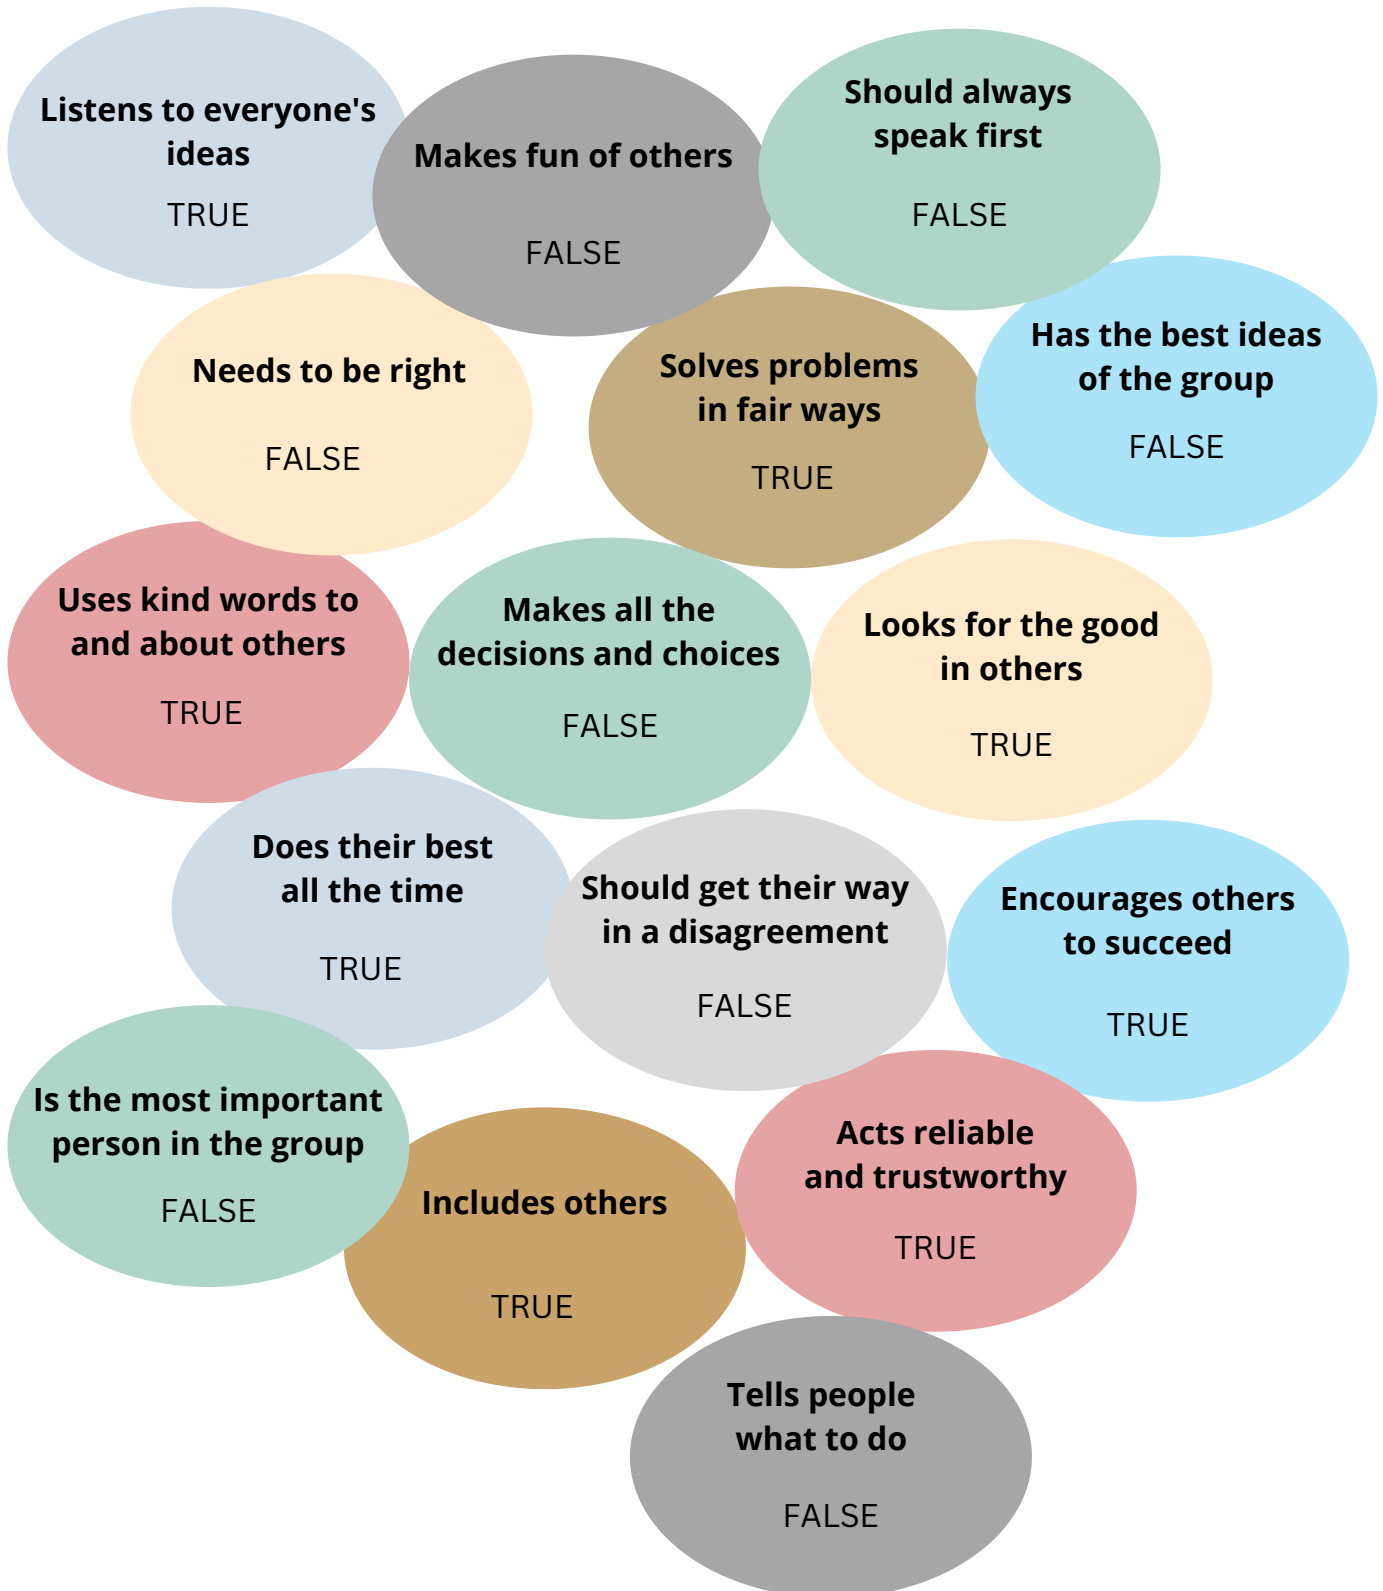 Listens to everyone's
ideas
TRUE
Makes fun of others
FALSE
Should always
speak first
FALSE
Needs to be right
FALSE
Solves problems
in fair ways
TRUE
Has the best ideas
of the group
FALSE
Uses kind words to
and about others
TRUE
Makes all the
decisions and choices
FALSE
Looks for the good
in others
TRUE
Does their best
all the time
TRUE
Should get their way
in a disagreement
FALSE
Encourages others
to succeed
TRUE
Is the most important
person in the group
FALSE
Includes others
TRUE
Acts reliable
and trustworthy
TRUE
Tells people
what to do
FALSE